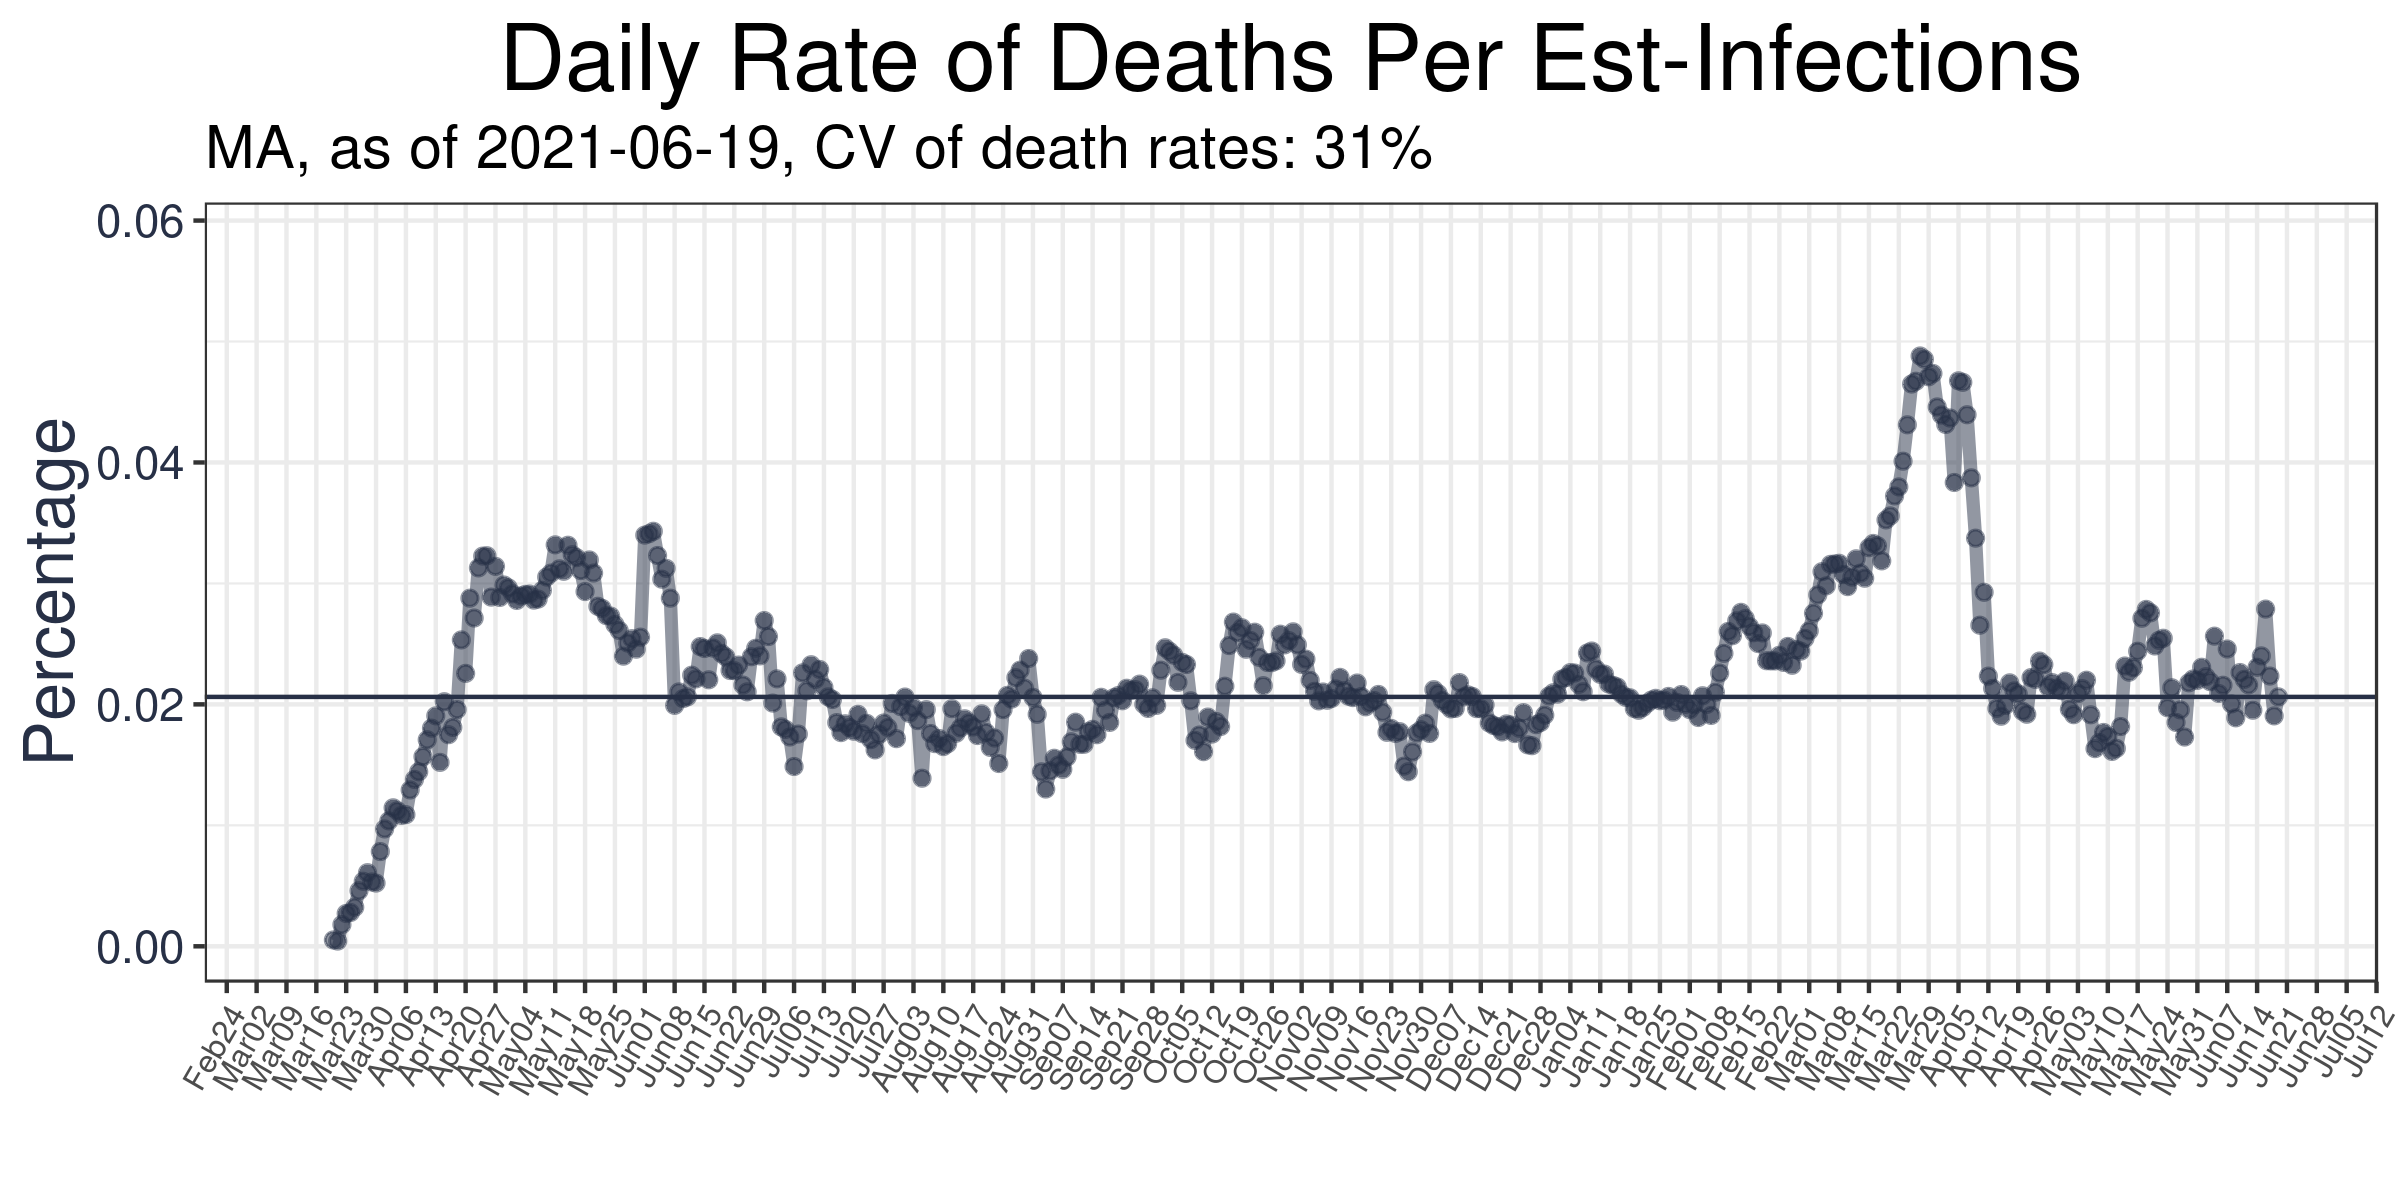 Daily Rate of Deaths Per Est-Infections
MA, as of 2021-06-19, CV of death rates: 31%
Percentage
0.06
0.04
0.02
0.00
Feb24
Mar02
Mar09
Mar16
Mar23
Mar30
Apr06
Apr13
Apr20
Apr27
May04
May11
May18
May25
Jun01
Jun08
Jun15
Jun22
Jun29
Jul06
Jul13
Jul20
Jul27
Aug03
Aug10
Aug17
Aug24
Aug31
Sep07
Sep14
Sep21
Sep28
Oct05
Oct12
Oct19
Oct26
Nov02
Nov09
Nov16
Nov23
Nov30
Dec07
Dec14
Dec21
Dec28
Jan04
Jan11
Jan18
Jan25
Feb01
Feb08
Feb15
Feb22
Mar01
Mar08
Mar15
Mar22
Mar29
Apr05
Apr12
Apr19
Apr26
May03
May10
May17
May24
May31
Jun07
Jun14
Jun21
Jun28
Jul05
Jul12